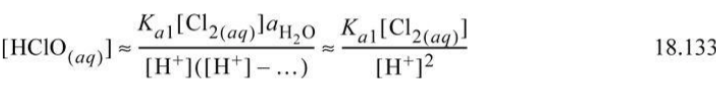 [HClO(aq)] ≈ Ka1[Cl2(aq)]aH2O / [H+]([H+] − …) ≈ Ka1[Cl2(aq)] / [H+]2 18.133